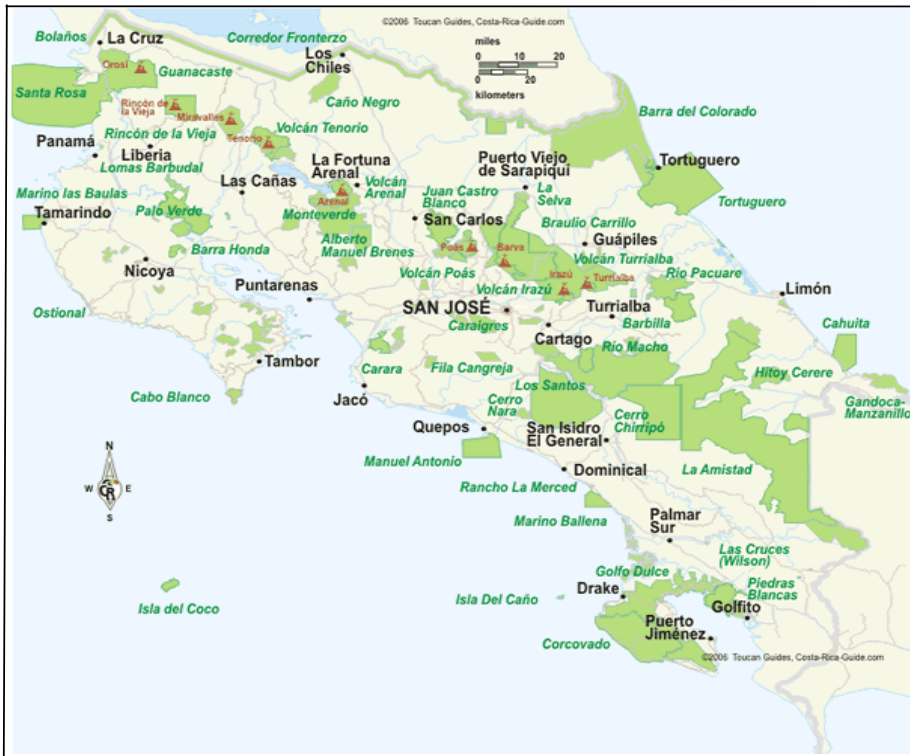 ©2006 Toucan Guides, Costa-Rica-Guide.com
Bolaños
La Cruz
Corredor Fronterzo
miles
0 10 20
0 20
kilometers
Los
Chiles
Orosí
Guanacaste
Santa Rosa
Rincón de
la Vieja
Miravalles
Caño Negro
Barra del Colorado
Tenorio
Volcán Tenorio
Panamá
Rincón de la Vieja
Liberia
Lomas Barbudal
La Fortuna
Arenal
Puerto Viejo
de Sarapiquí
Tortuguero
Marino las Baulas
Las Cañas
Volcán
Arenal
Juan Castro
Blanco
La
Selva
Tortuguero
Tamarindo
Palo Verde
Arenal
Monteverde
San Carlos
Braulio Carrillo
Barra Honda
Alberto
Manuel Brenes
Poás
Barva
Guápiles
Volcán Turrialba
Nicoya
Volcán Poás
Irazú
Turrialba
Río Pacuare
Puntarenas
Volcán Irazú
Limón
Ostional
SAN JOSÉ
Turrialba
Caraigres
Barbilla
Cahuita
Cartago
Río Macho
Tambor
Carara
Fila Cangreja
Hitoy Cerere
Cabo Blanco
Jacó
Los Santos
Gandoca-
Manzanillo
Cerro
Nara
Cerro
Chirripó
Quepos
San Isidro
El General
N
W E
S
CR
Manuel Antonio
Dominical
La Amistad
Rancho La Merced
Marino Ballena
Palmar
Sur
Las Cruces
(Wilson)
Golfo Dulce
Piedras
Blancas
Isla del Coco
Isla Del Caño
Drake
Golfito
Puerto
Jiménez
Corcovado
©2006 Toucan Guides, Costa-Rica-Guide.com